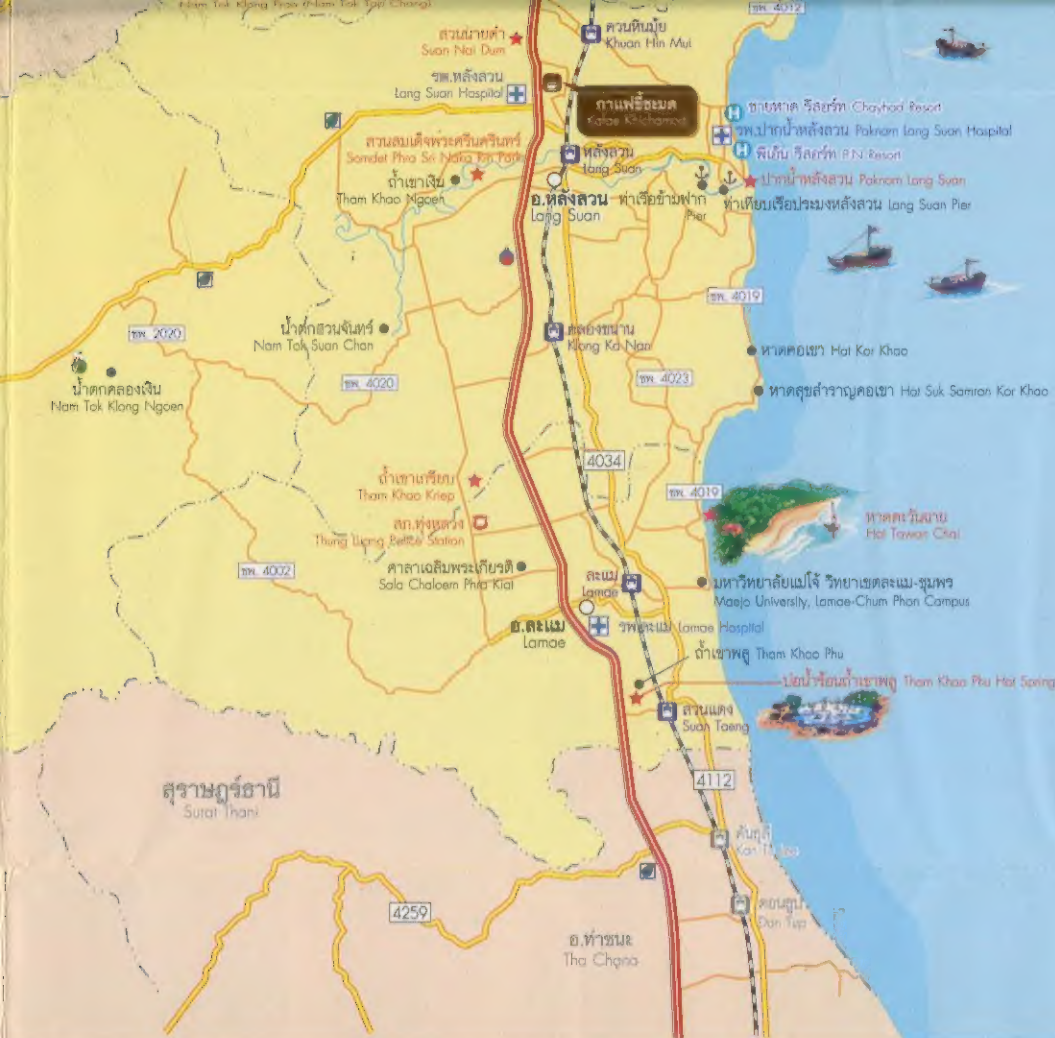 Nam Tok Klong Prao (Nam Tok Tap Chang)
ชพ. 4012
สวนนายดำ
Suan Nai Dum
ควนหินมุ้ย
Khuan Hin Mui
รพ.หลังสวน
Lang Suan Hospital
กาแฟขี้ชะมด
Kafae Khichamod
ชายหาด รีสอร์ท Chayhad Resort
รพ.ปากน้ำหลังสวน Paknam Lang Suan Hospital
พีเอ็น รีสอร์ท P.N Resort
สวนสมเด็จพระศรีนครินทร์
Somdet Phra Sri Naka Rin Park
หลังสวน
Lang Suan
ปากน้ำหลังสวน Paknam Lang Suan
ถ้ำเขาเงิน
Tham Khao Ngoen
อ.หลังสวน
Lang Suan
ท่าเรือข้ามฟาก
Pier
ท่าเทียบเรือประมงหลังสวน Lang Suan Pier
ชพ. 4019
ชพ. 2020
น้ำตกสวนจันทร์
Nam Tok Suan Chan
คลองขนาน
Klong Ka Nan
หาดคอเขา Hat Kor Khao
ชพ. 4020
ชพ. 4023
น้ำตกคลองเงิน
Nam Tok Klong Ngoen
หาดสุขสำราญคอเขา Hat Suk Samran Kor Khao
4034
ถ้ำเขาเกรียบ
Tham Khao Kriep
ชพ. 4019
หาดตะวันฉาย
Hat Tawan Chai
สภ.ทุ่งหลวง
Thung Luang Police Station
ชพ. 4002
ศาลาเฉลิมพระเกียรติ
Sala Chaloem Phra Kiat
ละแม
Lamae
มหาวิทยาลัยแม่โจ้ วิทยาเขตละแม-ชุมพร
Maejo University, Lamae-Chum Phon Campus
อ.ละแม
Lamae
รพ.ละแม Lamae Hospital
ถ้ำเขาพลู Tham Khao Phu
บ่อน้ำร้อนถ้ำเขาพลู Tham Khao Phu Hot Spring
สวนแตง
Suan Taeng
สุราษฎร์ธานี
Surat Thani
4112
คันธุลี
4259
ดอนธูป
Don Tup
อ.ท่าชนะ
Tha Chana